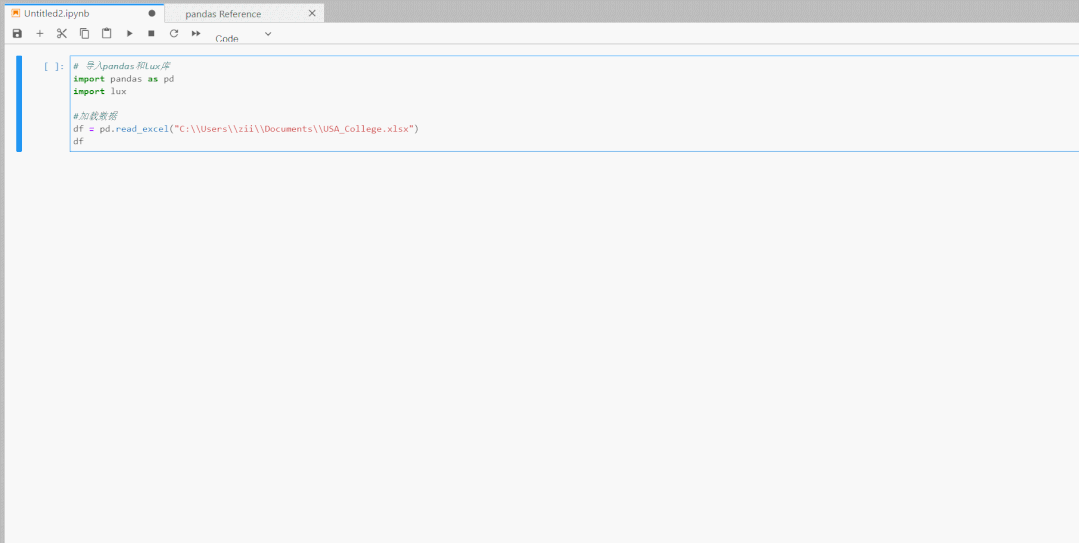 Untitled2.ipynb
pandas Reference
Code
[ ]:
# 导入pandas和Lux库
import pandas as pd
import lux
#加载数据
df = pd.read_excel("C:\\Users\\zii\\Documents\\USA_College.xlsx")
df